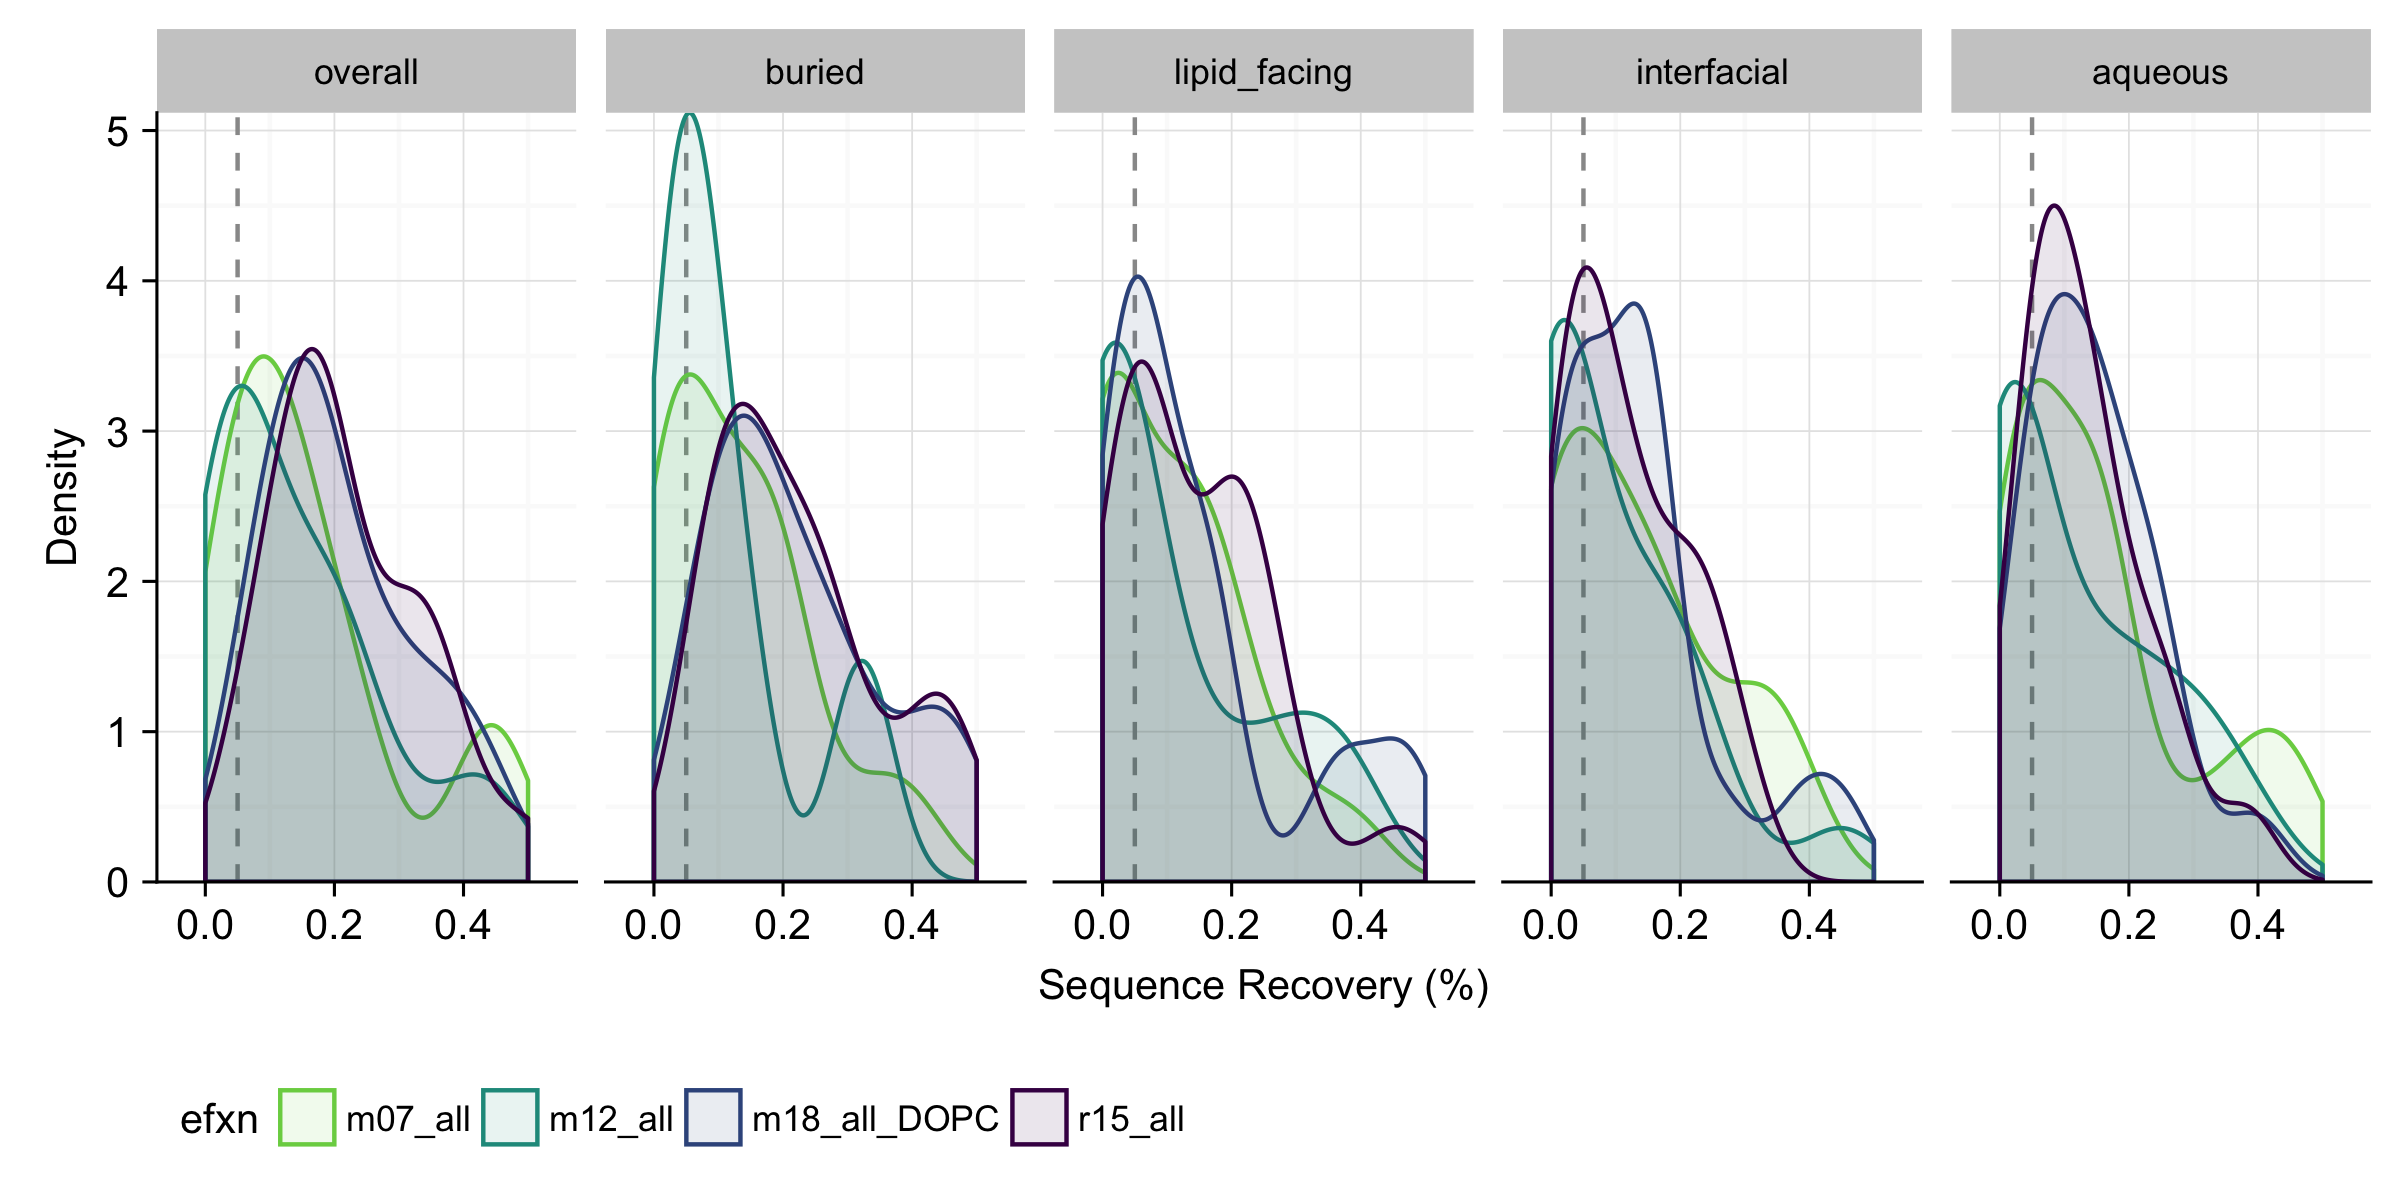 overall buried lipid_facing interfacial aqueous
5
4
3
2
1
0
Density
0.0 0.2 0.4 0.0 0.2 0.4 0.0 0.2 0.4 0.0 0.2 0.4 0.0 0.2 0.4
Sequence Recovery (%)
efxn m07_all m12_all m18_all_DOPC r15_all